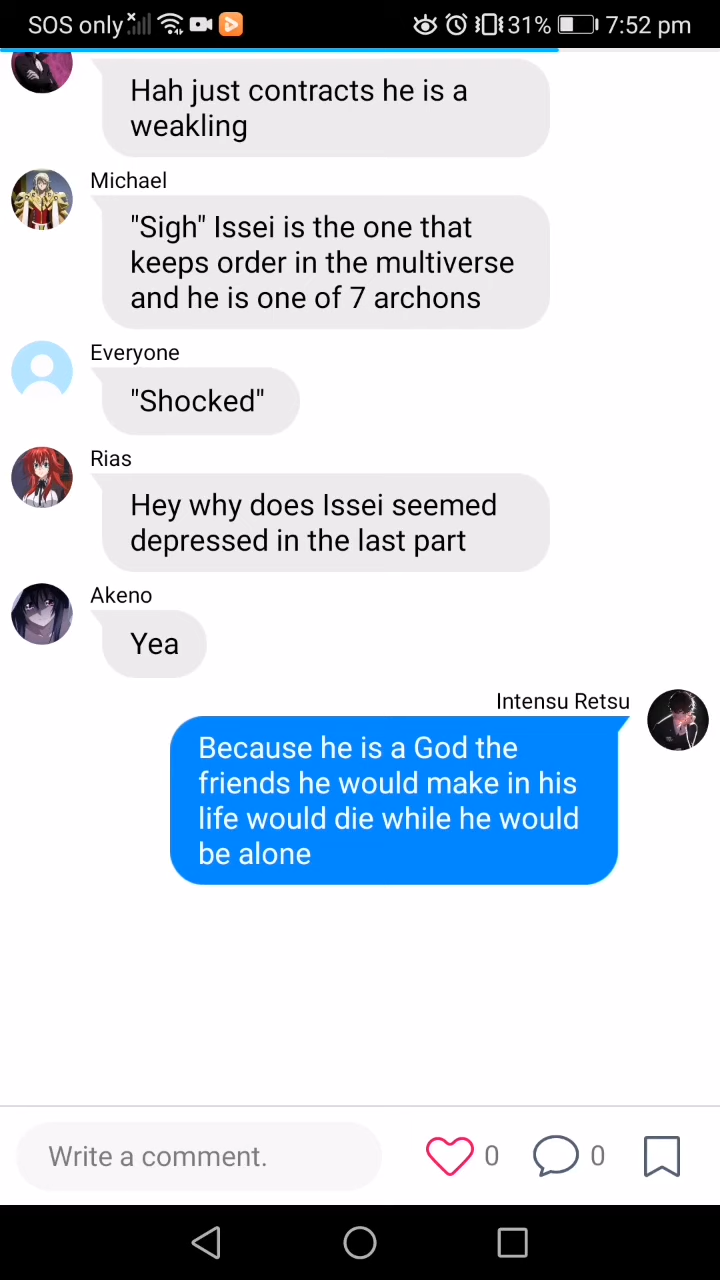 SOS only 31% 7:52 pm
Hah just contracts he is a
weakling
Michael
"Sigh" Issei is the one that
keeps order in the multiverse
and he is one of 7 archons
Everyone
"Shocked"
Rias
Hey why does Issei seemed
depressed in the last part
Akeno
Yea
Intensu Retsu
Because he is a God the
friends he would make in his
life would die while he would
be alone
Write a comment. 0 0